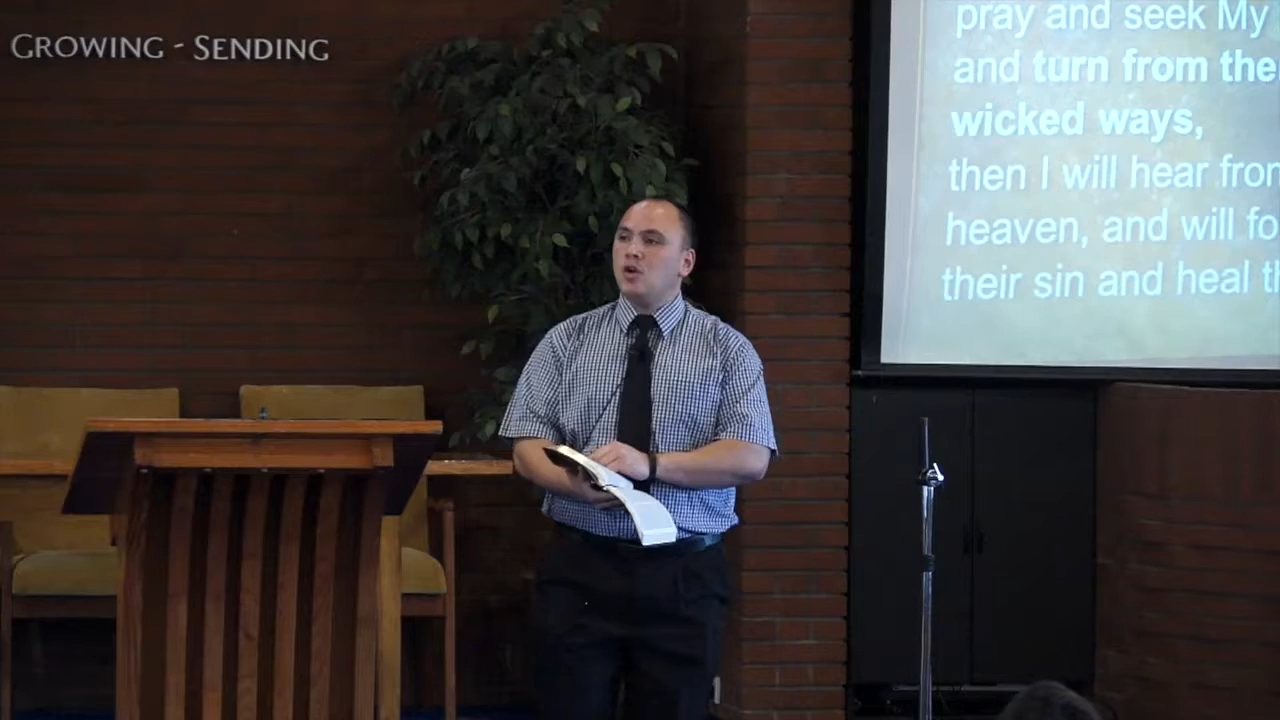 GROWING - SENDING
pray and seek My
and turn from the
wicked ways,
then I will hear from
heaven, and will fo
their sin and heal th